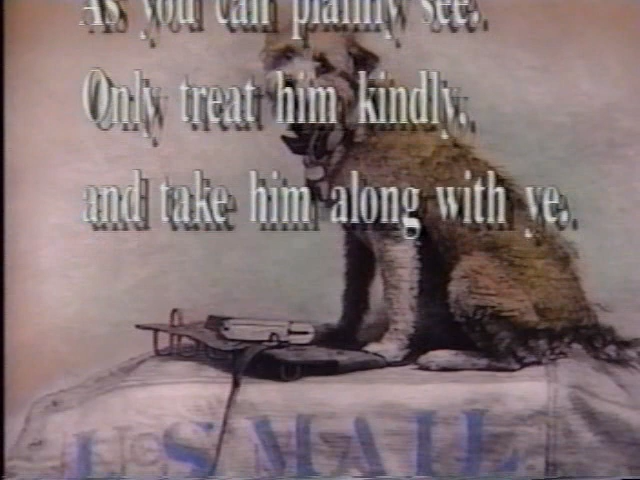 As you can plainly see.
Only treat him kindly,
and take him along with ye.
U.S MAIL.